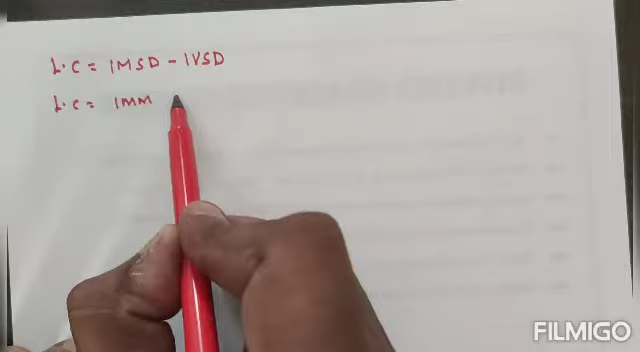 L.C = 1MSD - 1VSD
L.C = 1MM
FILMIGO